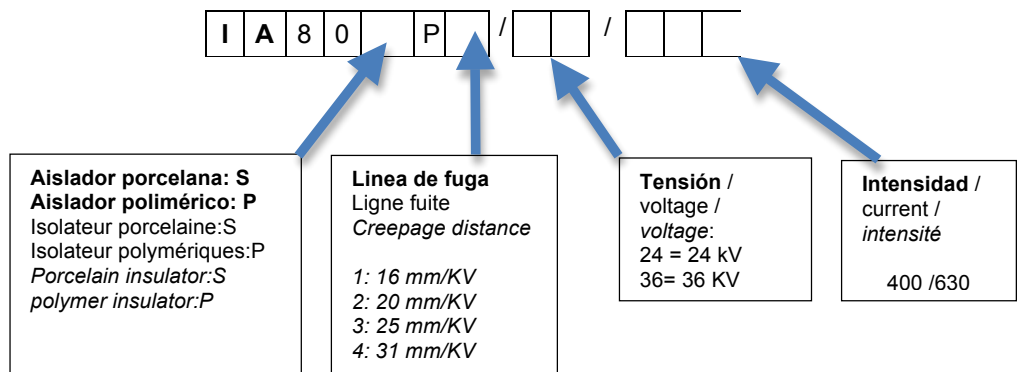 I A 8 0 P / /
Aislador porcelana: S
Aislador polimérico: P
Isolateur porcelaine:S
Isolateur polymériques:P
Porcelain insulator:S
polymer insulator:P
Linea de fuga
Ligne fuite
Creepage distance
1: 16 mm/KV
2: 20 mm/KV
3: 25 mm/KV
4: 31 mm/KV
Tensión /
voltage /
voltage:
24 = 24 kV
36= 36 KV
Intensidad /
current /
intensité
400 /630